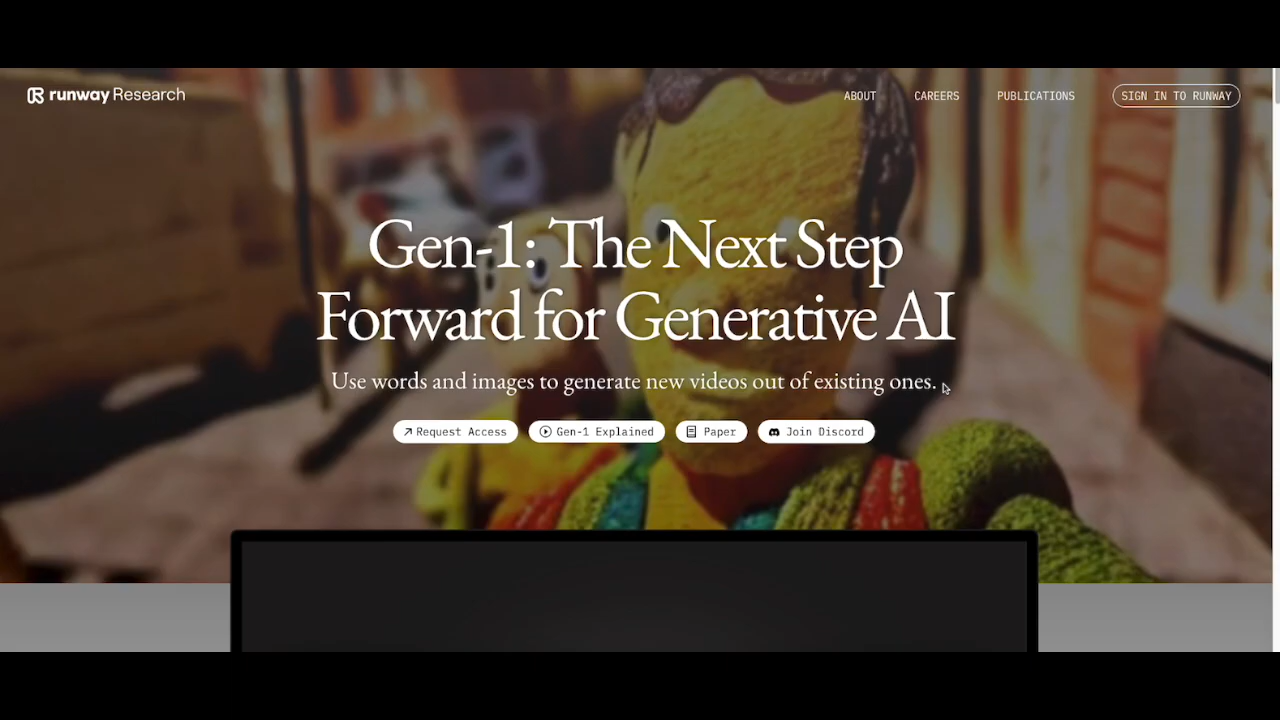 runway Research
ABOUT CAREERS PUBLICATIONS SIGN IN TO RUNWAY
Gen-1: The Next Step
Forward for Generative AI
Use words and images to generate new videos out of existing ones.
Request Access Gen-1 Explained Paper Join Discord